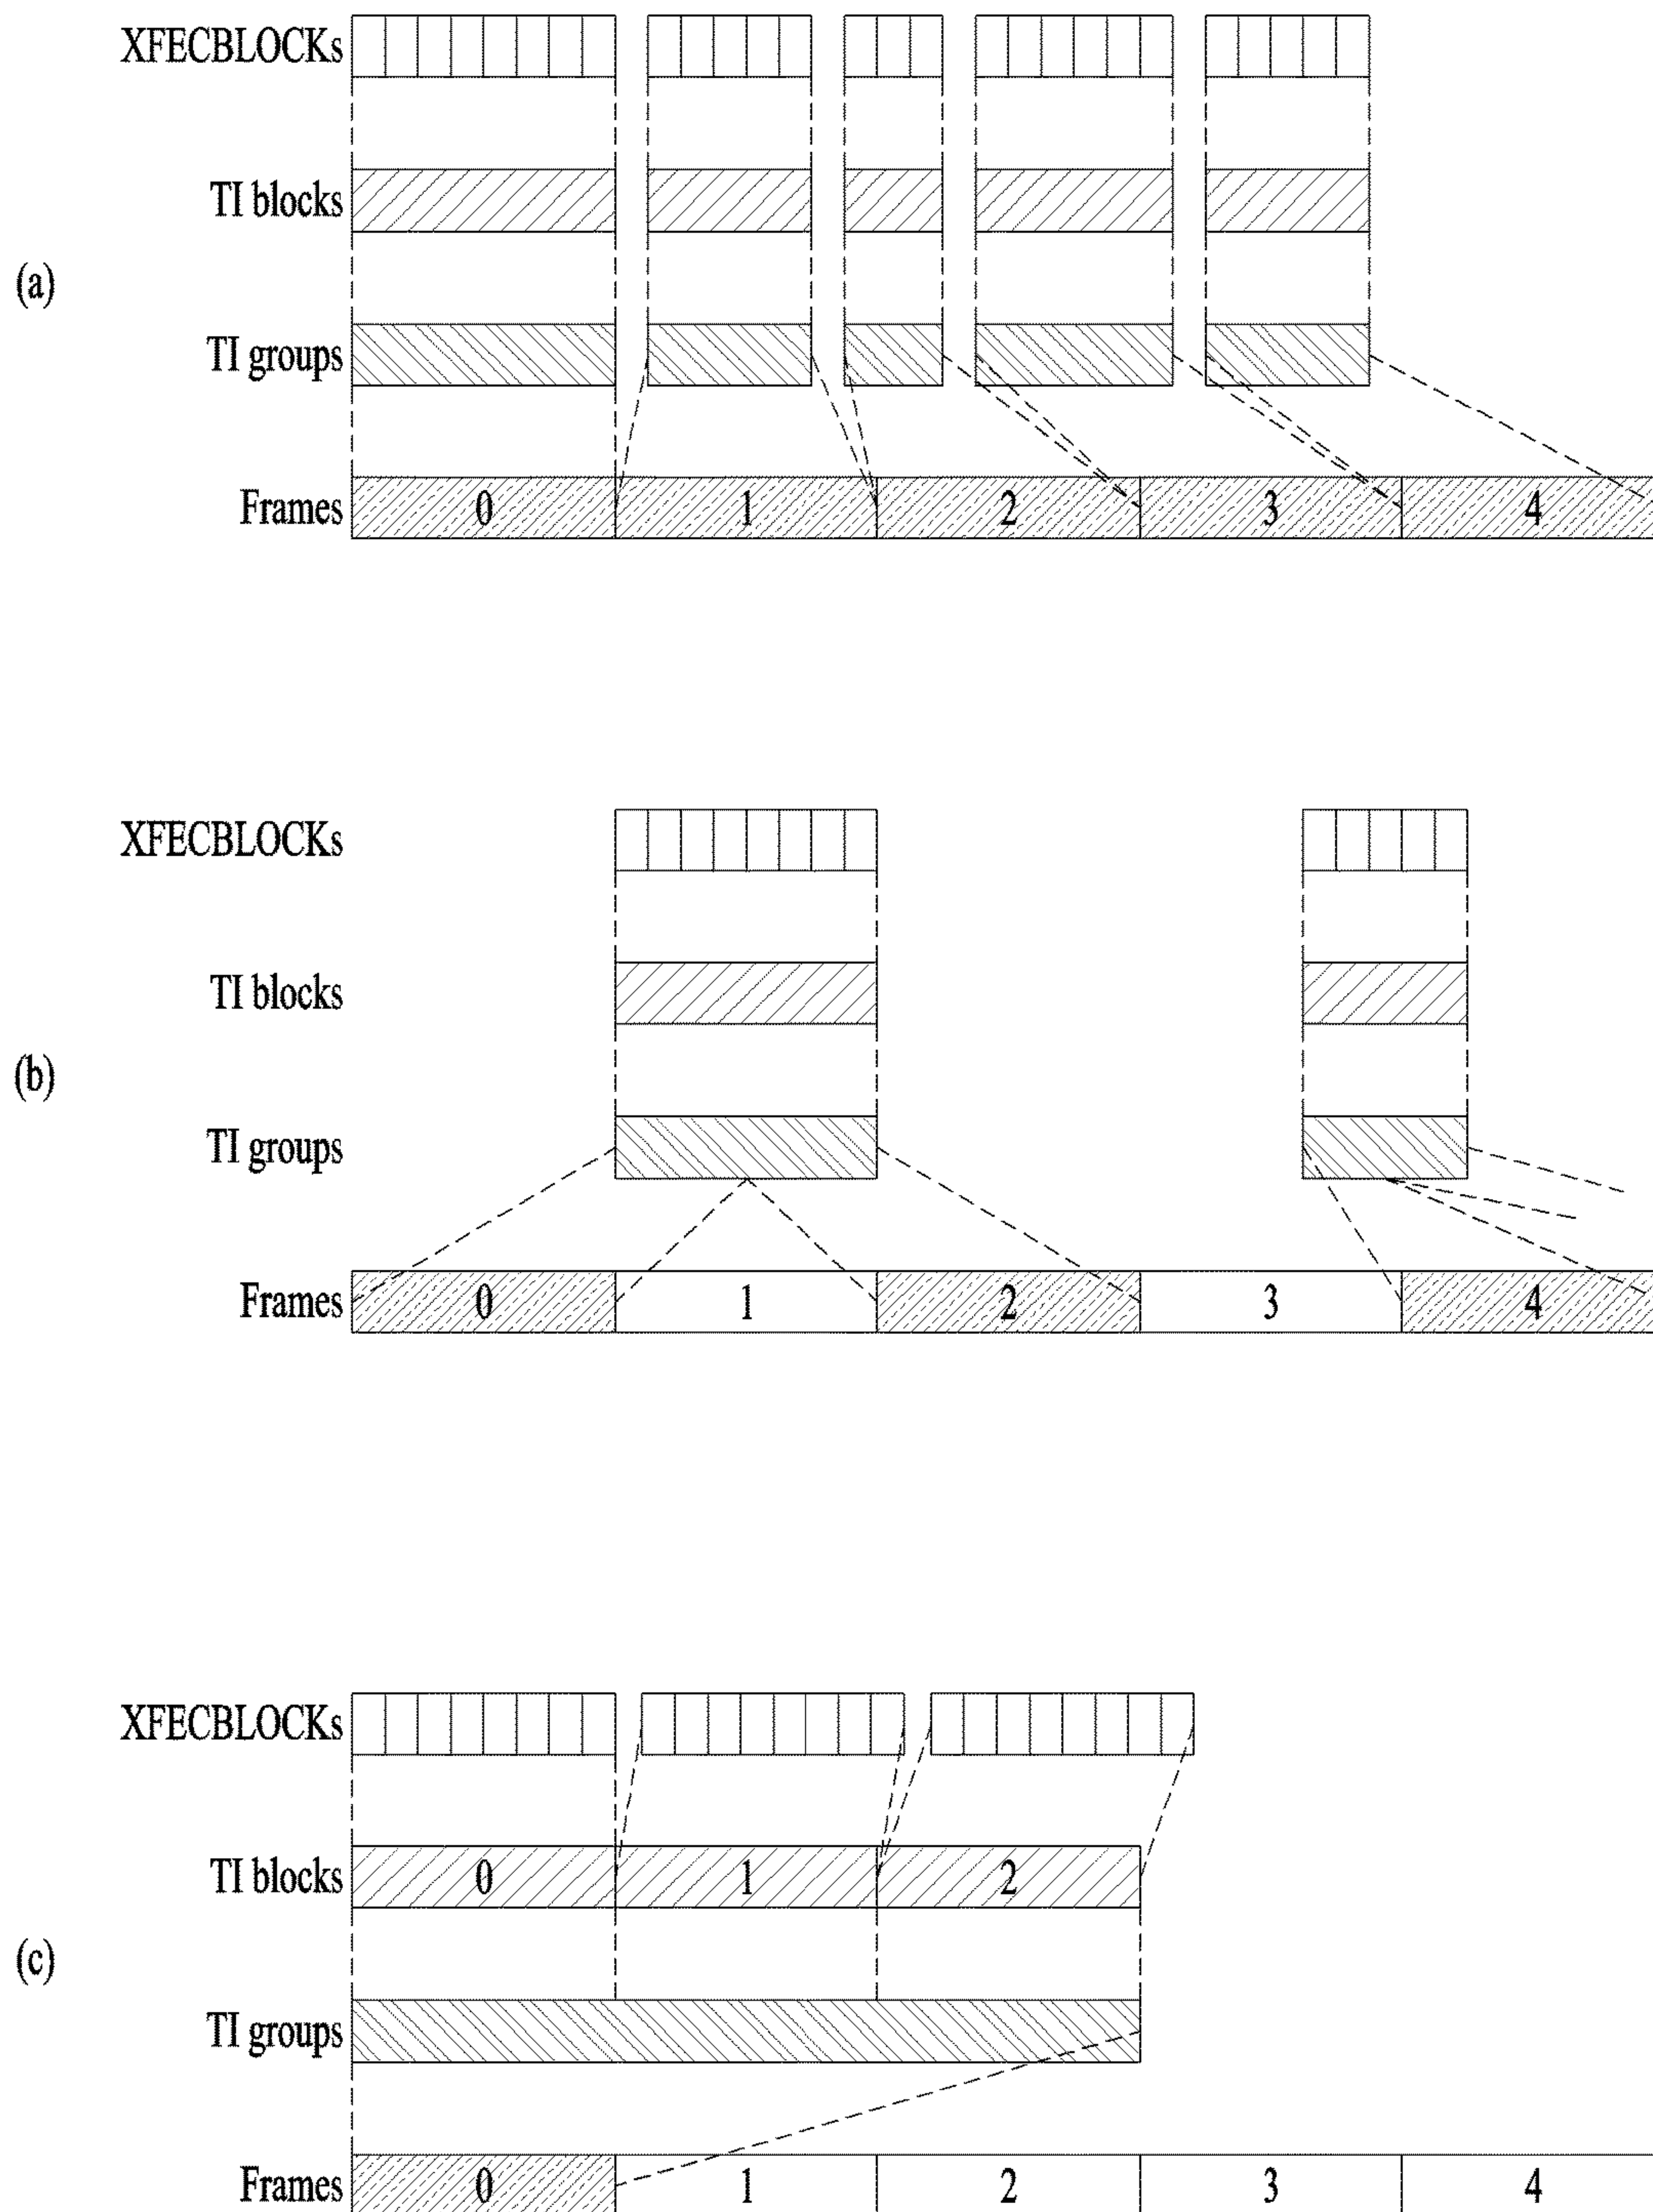 XFECBLOCKs
TI blocks
(a)
TI groups
Frames 0 1 2 3 4
XFECBLOCKs
TI blocks
(b)
TI groups
Frames 0 1 2 3 4
XFECBLOCKs
TI blocks 0 1 2
(c)
TI groups
Frames 0 1 2 3 4